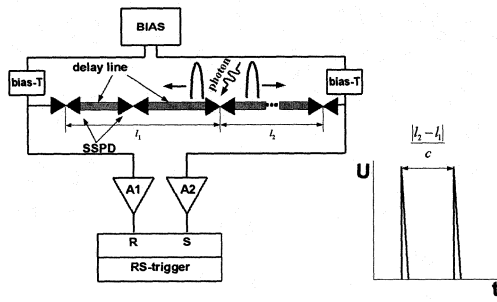 BIAS
bias-T
delay line
photon
bias-T
SSPD
l₁
l₂
A1
A2
R
S
RS-trigger
U
|l₂-l₁|
c
t